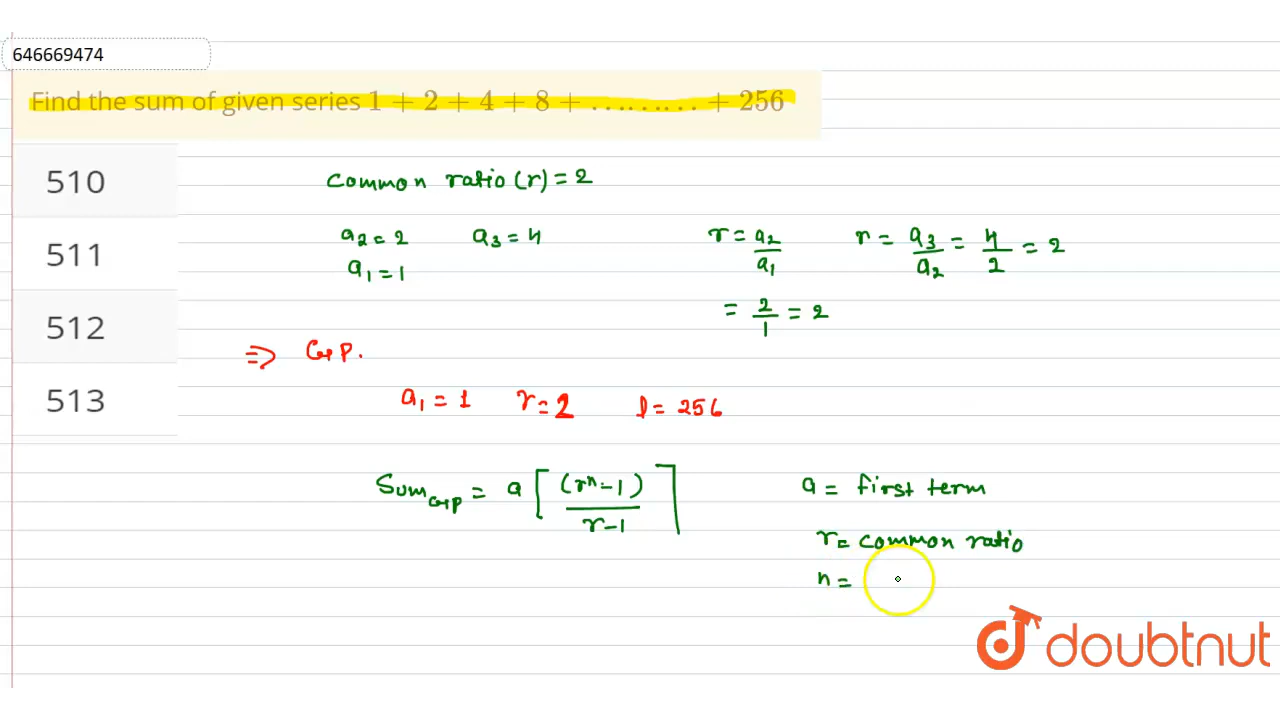 646669474
Find the sum of given series 1 + 2 + 4 + 8 + ………. + 256
510
511
512
513
Common ratio (r) = 2
a2 = 2 a3 = 4
a1 = 1
r = a2/a1
= 2/1 = 2
r = a3/a2 = 4/2 = 2
⇒ G.P.
a1 = 1 r = 2 l = 256
Sum GP = a [ (r^n - 1) / r - 1 ]
a = first term
r = common ratio
n =
doubtnut